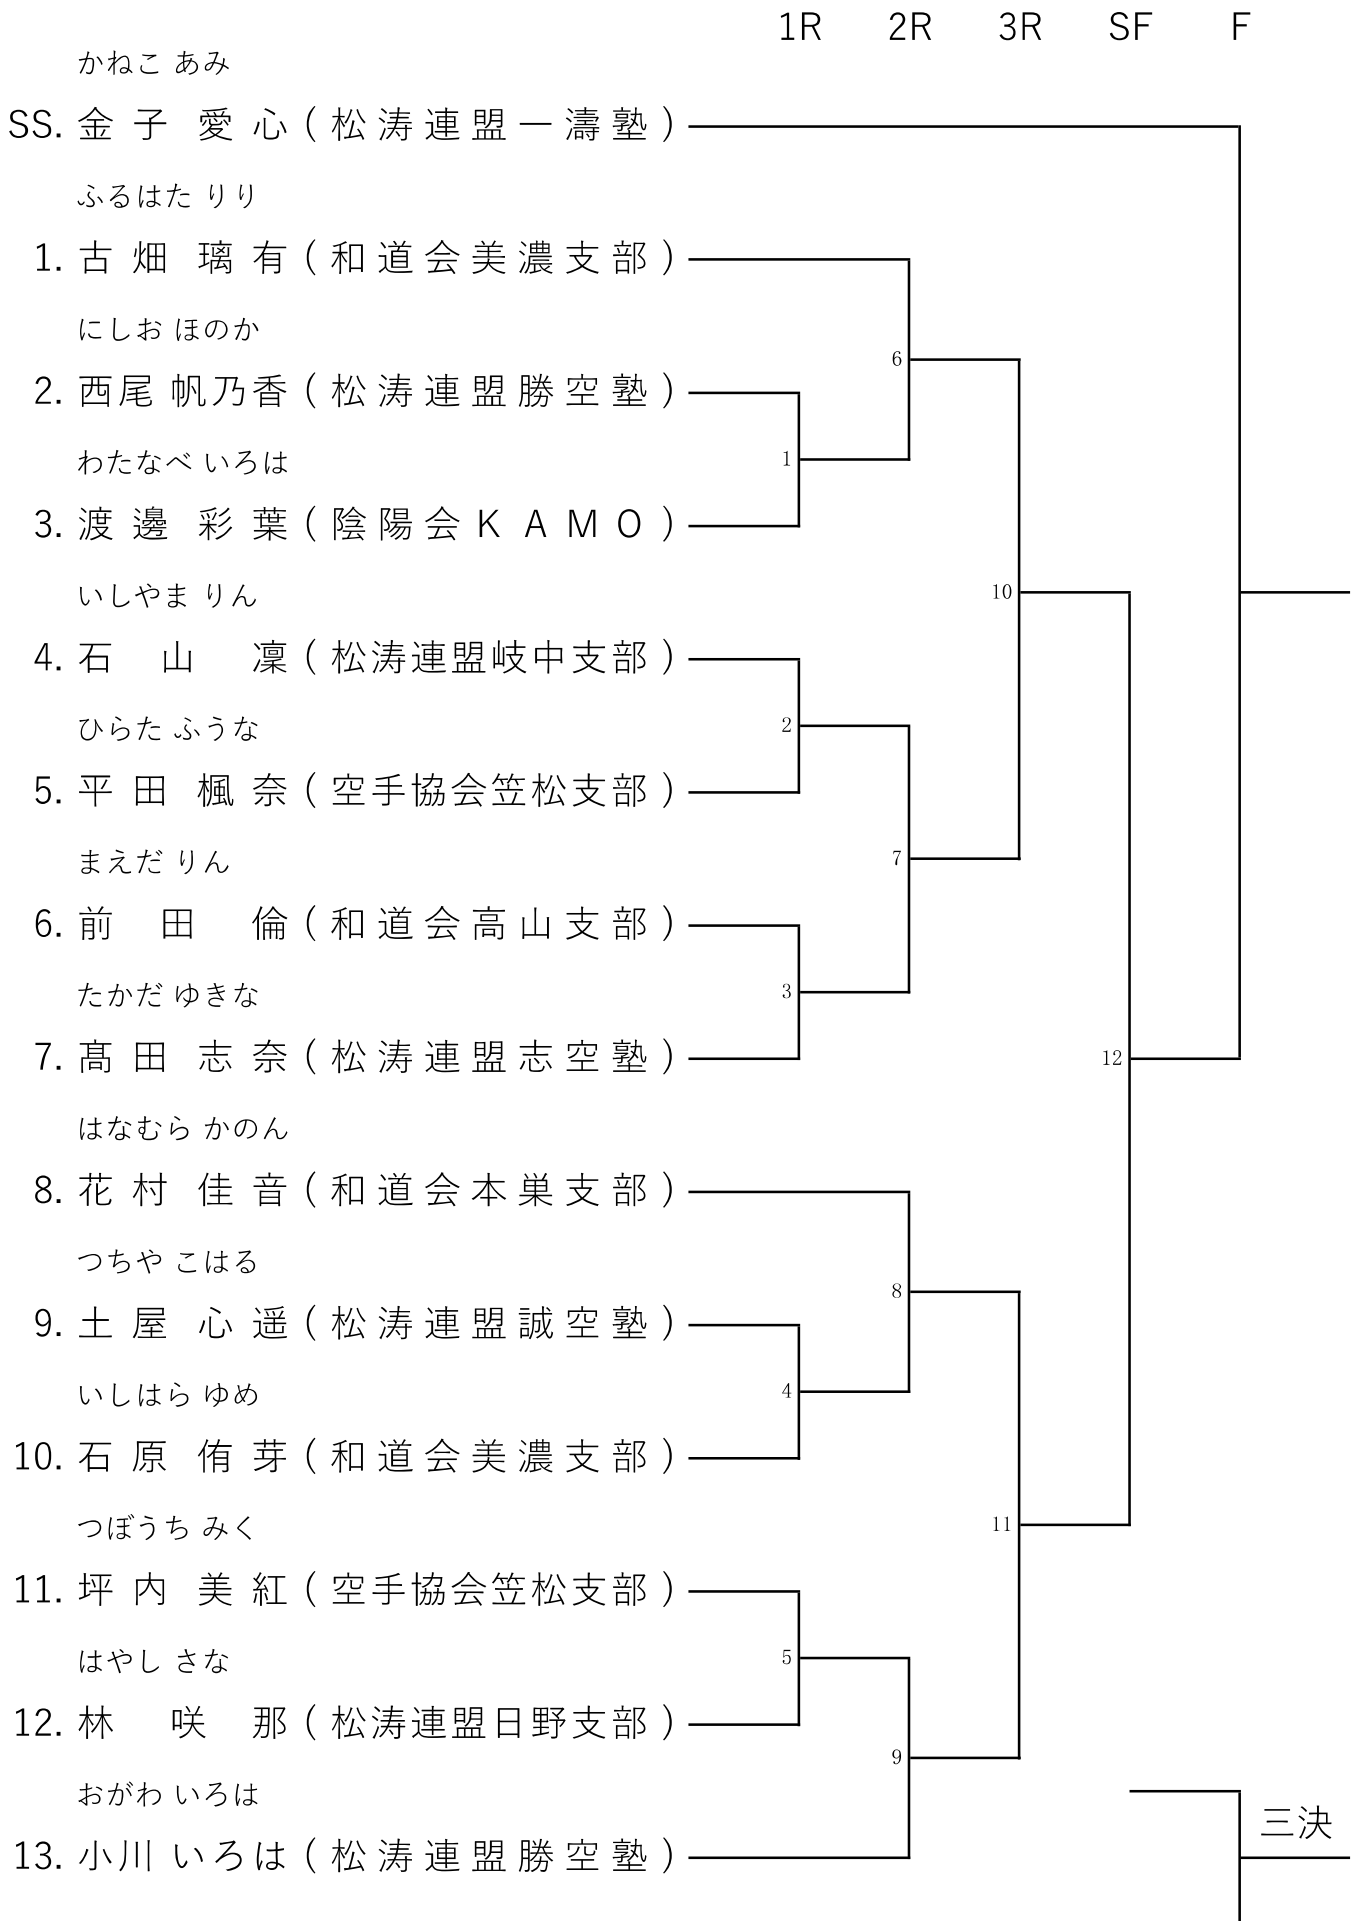 1R 2R 3R SF F
かねこ あみ
SS. 金子 愛心（松涛連盟一濤塾）
ふるはた りり
1. 古畑 璃有（和道会美濃支部）
にしお ほのか
2. 西尾 帆乃香（松涛連盟勝空塾）
6
わたなべ いろは
1
3. 渡邊 彩葉（陰陽会ＫＡＭＯ）
いしやま りん
10
4. 石山 凜（松涛連盟岐中支部）
ひらた ふうな
2
5. 平田 楓奈（空手協会笠松支部）
まえだ りん
7
6. 前田 倫（和道会高山支部）
たかだ ゆきな
3
7. 髙田 志奈（松涛連盟志空塾）
12
はなむら かのん
8. 花村 佳音（和道会本巣支部）
つちや こはる
8
9. 土屋 心遥（松涛連盟誠空塾）
いしはら ゆめ
4
10. 石原 侑芽（和道会美濃支部）
つぼうち みく
11
11. 坪内 美紅（空手協会笠松支部）
はやし さな
5
12. 林 咲那（松涛連盟日野支部）
9
おがわ いろは
三決
13. 小川 いろは（松涛連盟勝空塾）